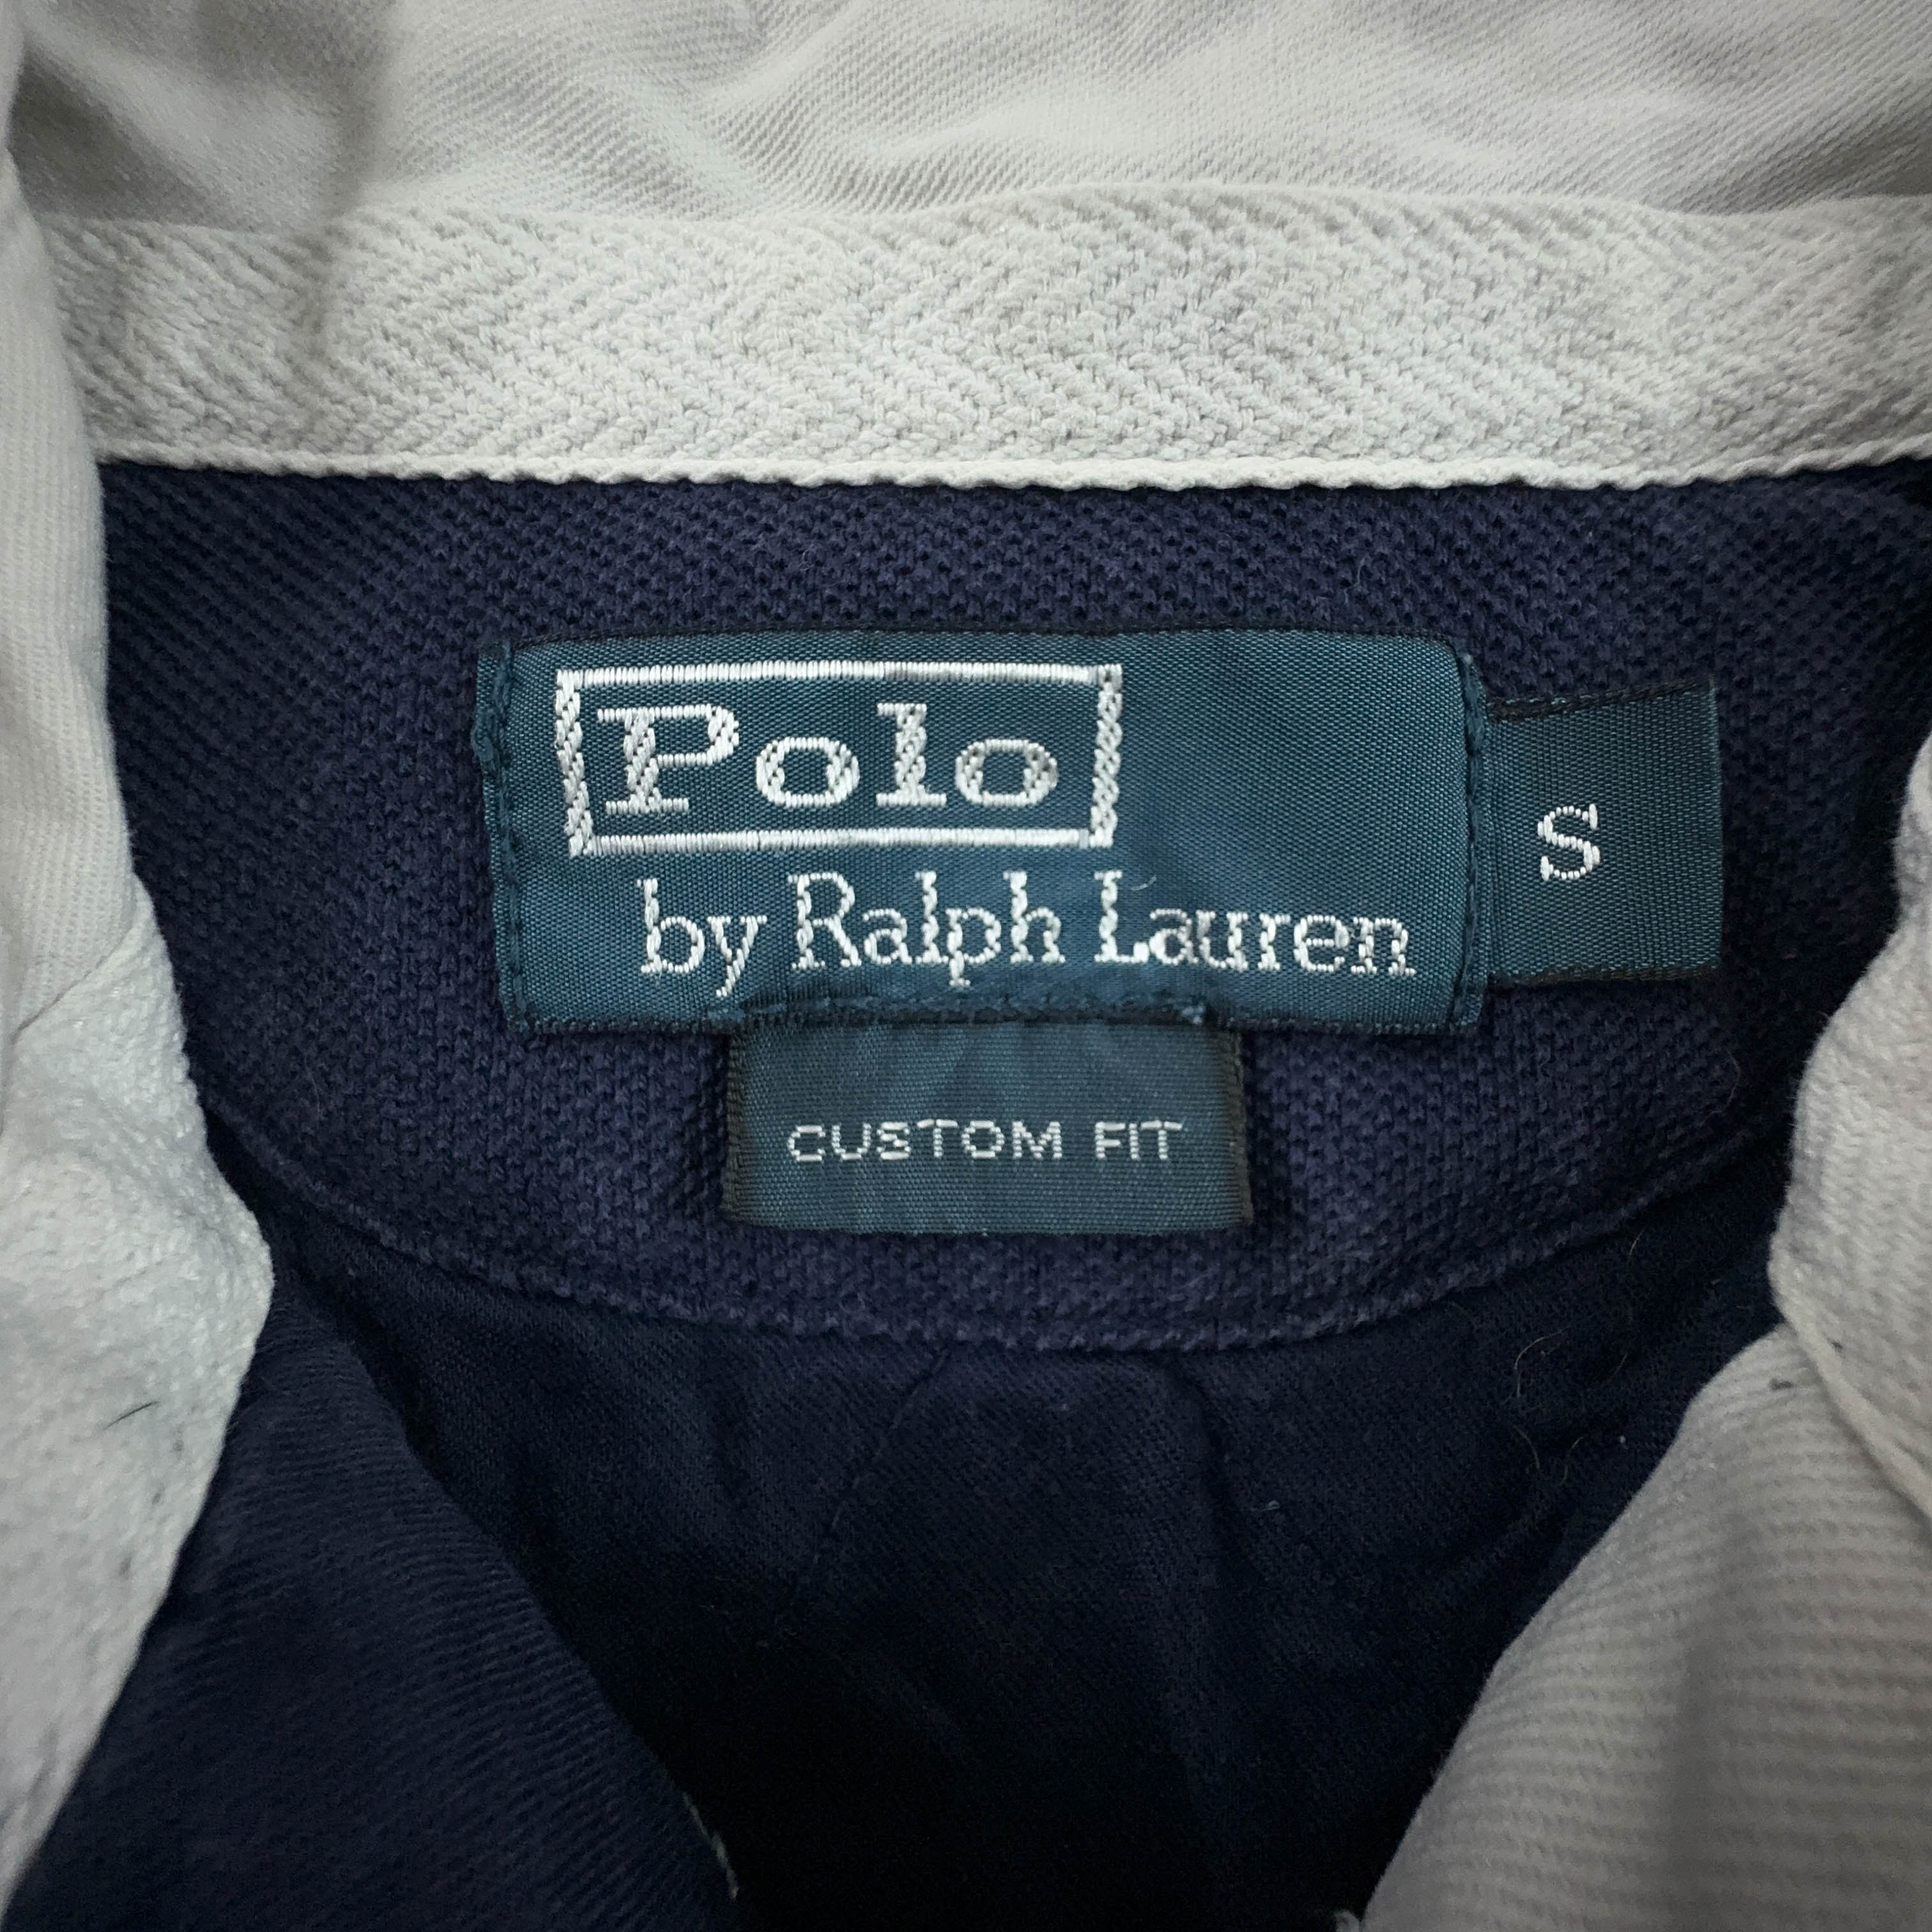 Polo
by Ralph Lauren
S
CUSTOM FIT